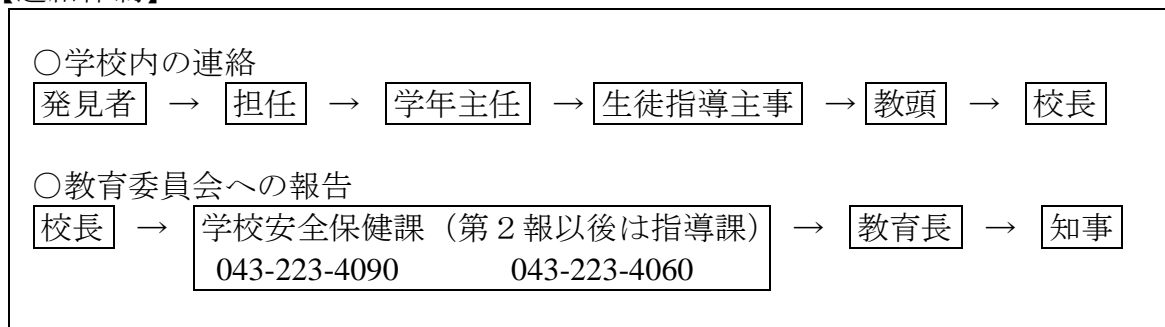 ○学校内の連絡
発見者 → 担任 → 学年主任 → 生徒指導主事 → 教頭 → 校長
○教育委員会への報告
校長 → 学校安全保健課（第２報以後は指導課） → 教育長 → 知事
043-223-4090 043-223-4060